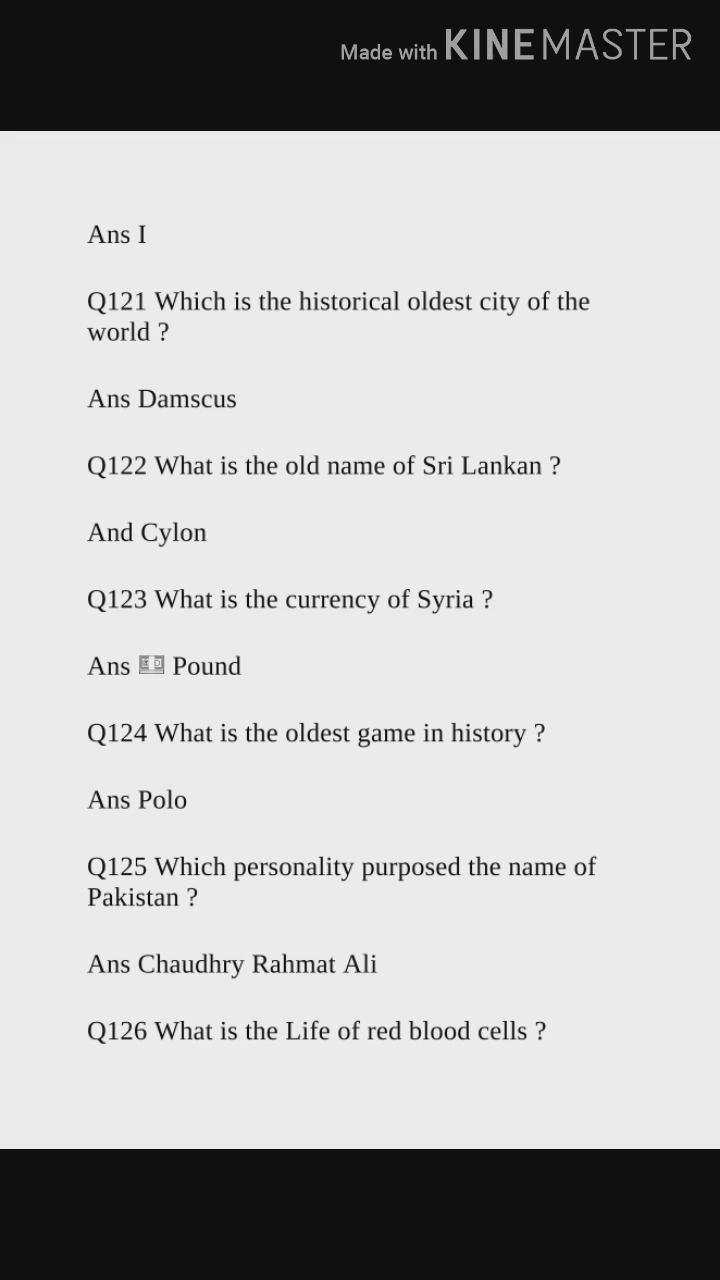 Made with KINEMASTER
Ans I
Q121 Which is the historical oldest city of the
world ?
Ans Damscus
Q122 What is the old name of Sri Lankan ?
And Cylon
Q123 What is the currency of Syria ?
Ans 💵 Pound
Q124 What is the oldest game in history ?
Ans Polo
Q125 Which personality purposed the name of
Pakistan ?
Ans Chaudhry Rahmat Ali
Q126 What is the Life of red blood cells ?